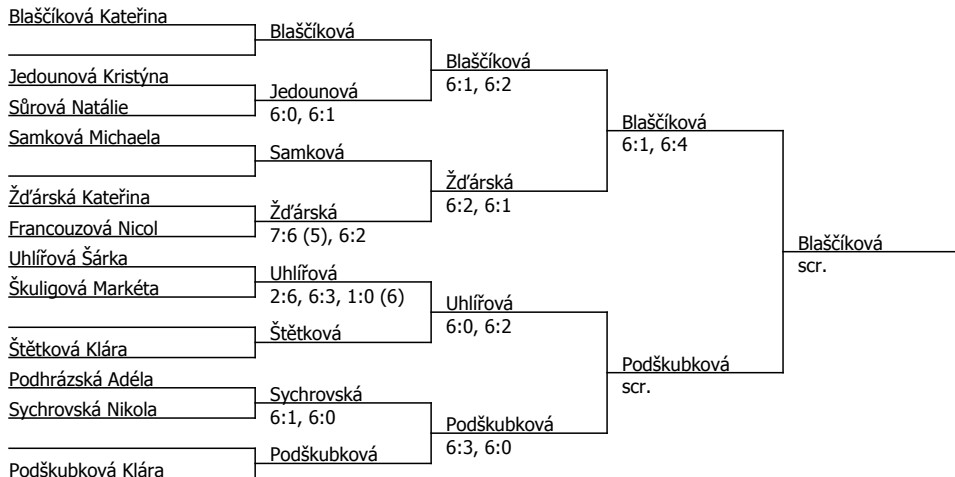 Blaščíková Kateřina
Blaščíková
Blaščíková
6:1, 6:2
Jedounová Kristýna
Jedounová
6:0, 6:1
Sůrová Natálie
Blaščíková
6:1, 6:4
Samková Michaela
Samková
Žďárská
6:2, 6:1
Žďárská Kateřina
Žďárská
7:6 (5), 6:2
Francouzová Nicol
Blaščíková
scr.
Uhlířová Šárka
Uhlířová
2:6, 6:3, 1:0 (6)
Škuligová Markéta
Uhlířová
6:0, 6:2
Štětková
Štětková Klára
Podškubková
scr.
Podhrázská Adéla
Sychrovská
6:1, 6:0
Sychrovská Nikola
Podškubková
6:3, 6:0
Podškubková
Podškubková Klára